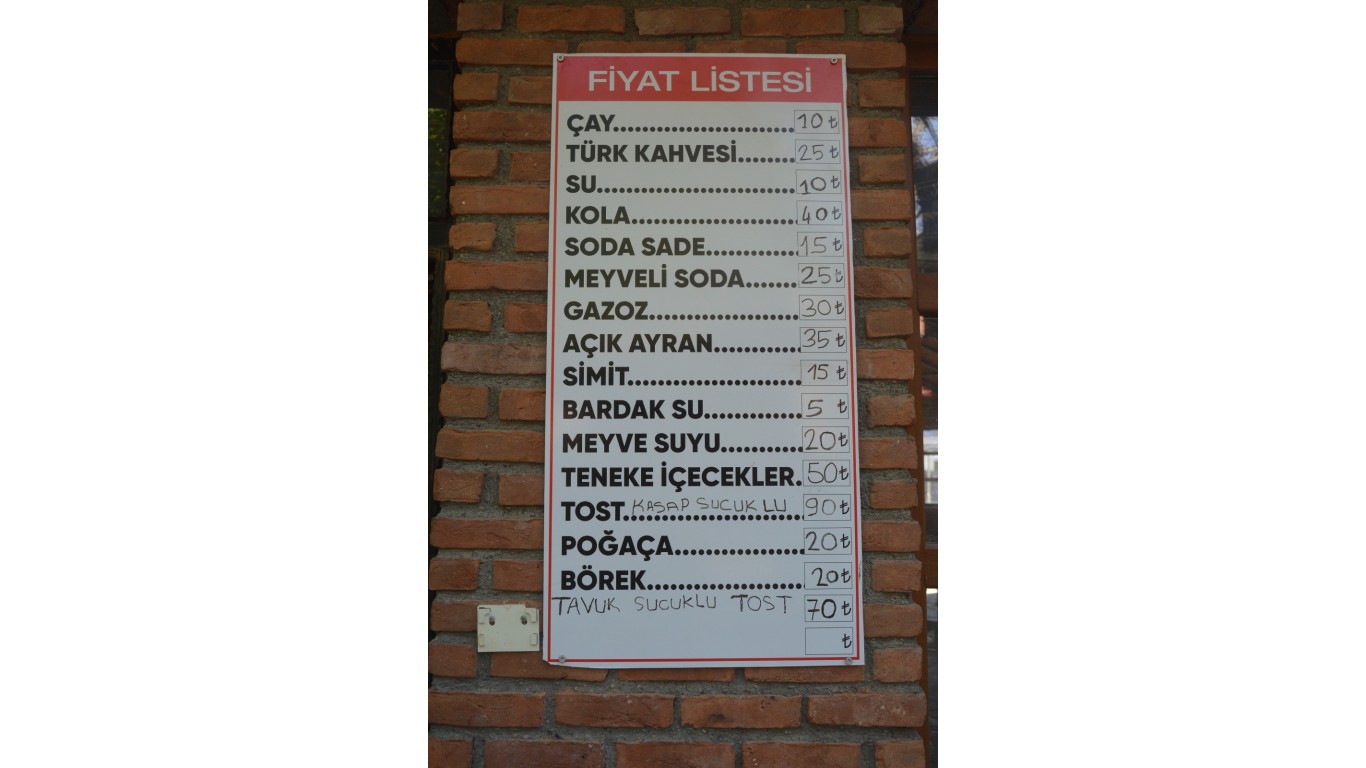 FİYAT LİSTESİ
ÇAY........................10 ₺
TÜRK KAHVESİ........25 ₺
SU..........................10 ₺
KOLA......................40 ₺
SODA SADE............15 ₺
MEYVELİ SODA.......25 ₺
GAZOZ....................30 ₺
AÇIK AYRAN............35 ₺
SİMİT.......................15 ₺
BARDAK SU.............5 ₺
MEYVE SUYU...........20 ₺
TENEKE İÇECEKLER.50 ₺
TOST KASAP SUCUKLU........................90 ₺
POĞAÇA.................20 ₺
BÖREK.....................20 ₺
TAVUK SUCUKLU TOST 70 ₺
₺